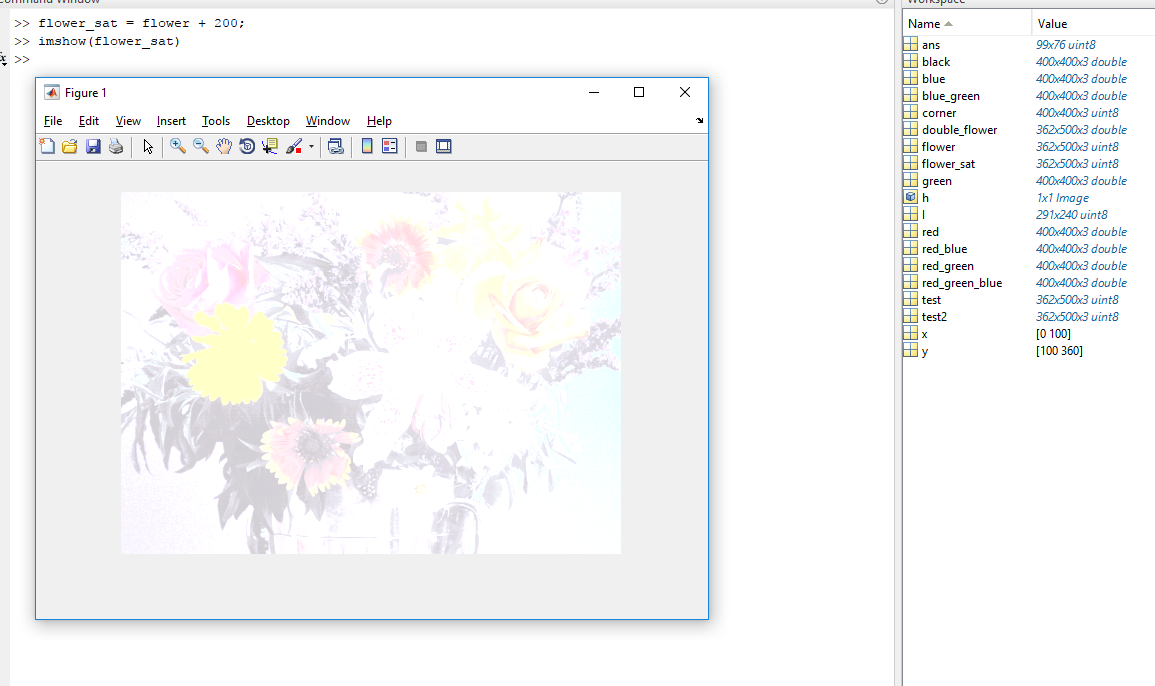 Command Window
Workspace
>> flower_sat = flower + 200;
>> imshow(flower_sat)
fx >>
Figure 1
File Edit View Insert Tools Desktop Window Help
Name Value
ans 99x76 uint8
black 400x400x3 double
blue 400x400x3 double
blue_green 400x400x3 double
corner 400x400x3 uint8
double_flower 362x500x3 double
flower 362x500x3 uint8
flower_sat 362x500x3 uint8
green 400x400x3 double
h 1x1 Image
I 291x240 uint8
red 400x400x3 double
red_blue 400x400x3 double
red_green 400x400x3 double
red_green_blue 400x400x3 double
test 362x500x3 uint8
test2 362x500x3 uint8
x [0 100]
y [100 360]